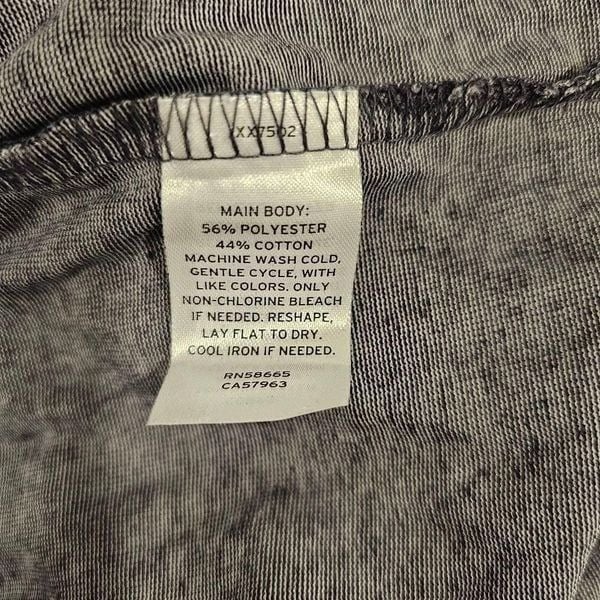 XX7502
MAIN BODY:
56% POLYESTER
44% COTTON
MACHINE WASH COLD,
GENTLE CYCLE, WITH
LIKE COLORS. ONLY
NON-CHLORINE BLEACH
IF NEEDED. RESHAPE,
LAY FLAT TO DRY.
COOL IRON IF NEEDED.
RN58665
CA57963